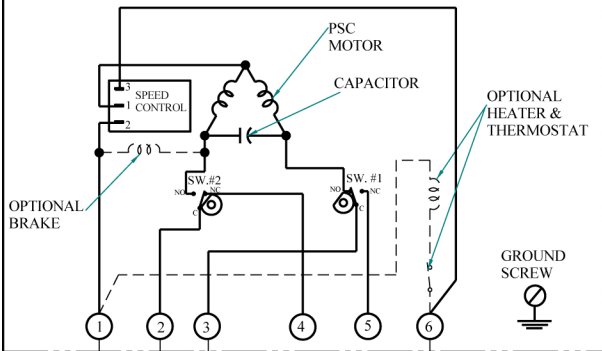 PSC
MOTOR
CAPACITOR
3
1
2
SPEED
CONTROL
OPTIONAL
HEATER &
THERMOSTAT
OPTIONAL
BRAKE
SW.#2
NO
NC
C
SW. #1
NO
NC
C
GROUND
SCREW
1
2
3
4
5
6